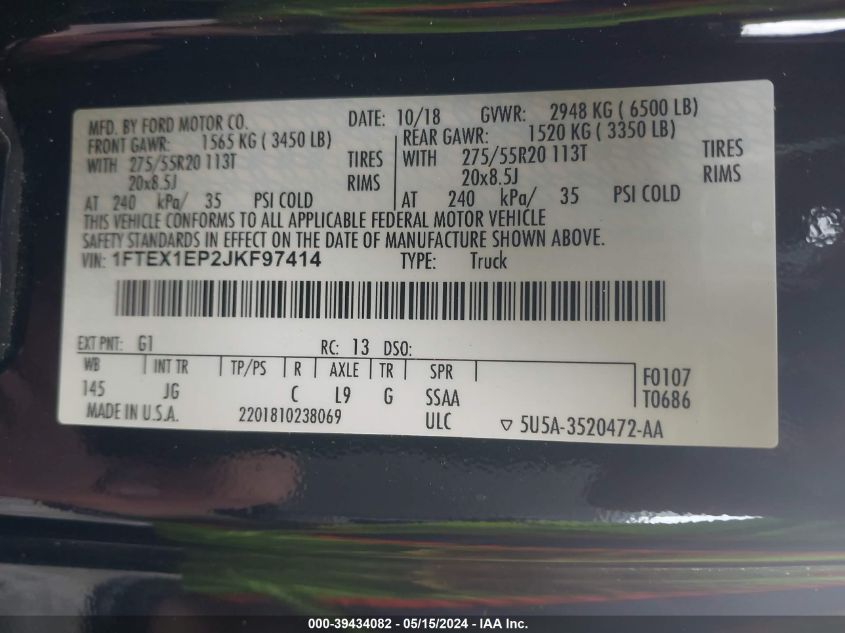 MFD. BY FORD MOTOR CO. DATE: 10/18 GVWR: 2948 KG ( 6500 LB)
FRONT GAWR: 1565 KG ( 3450 LB) REAR GAWR: 1520 KG ( 3350 LB)
WITH 275/55R20 113T TIRES WITH 275/55R20 113T TIRES
20x8.5J RIMS 20x8.5J RIMS
AT 240 kPa/ 35 PSI COLD AT 240 kPa/ 35 PSI COLD
THIS VEHICLE CONFORMS TO ALL APPLICABLE FEDERAL MOTOR VEHICLE
SAFETY STANDARDS IN EFFECT ON THE DATE OF MANUFACTURE SHOWN ABOVE.
VIN: 1FTEX1EP2JKF97414 TYPE: Truck
EXT PNT: G1 RC: 13 DSO:
WB INT TR TP/PS R AXLE TR SPR F0107
145 JG C L9 G SSAA T0686
MADE IN U.S.A. 2201810238069 ULC ▽ 5U5A-3520472-AA
000-39434082 - 05/15/2024 - IAA Inc.